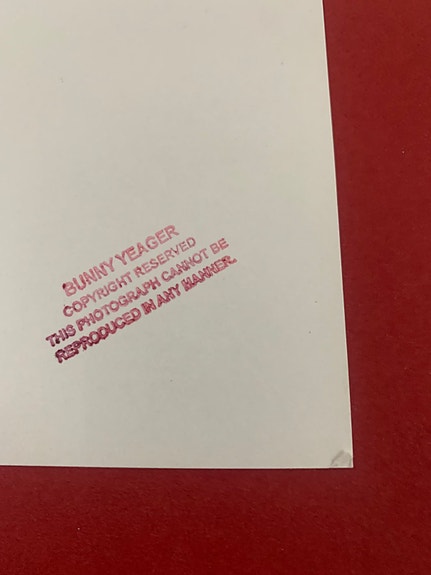 BUNNY YEAGER
COPYRIGHT RESERVED
THIS PHOTOGRAPH CANNOT BE
REPRODUCED IN ANY MANNER.